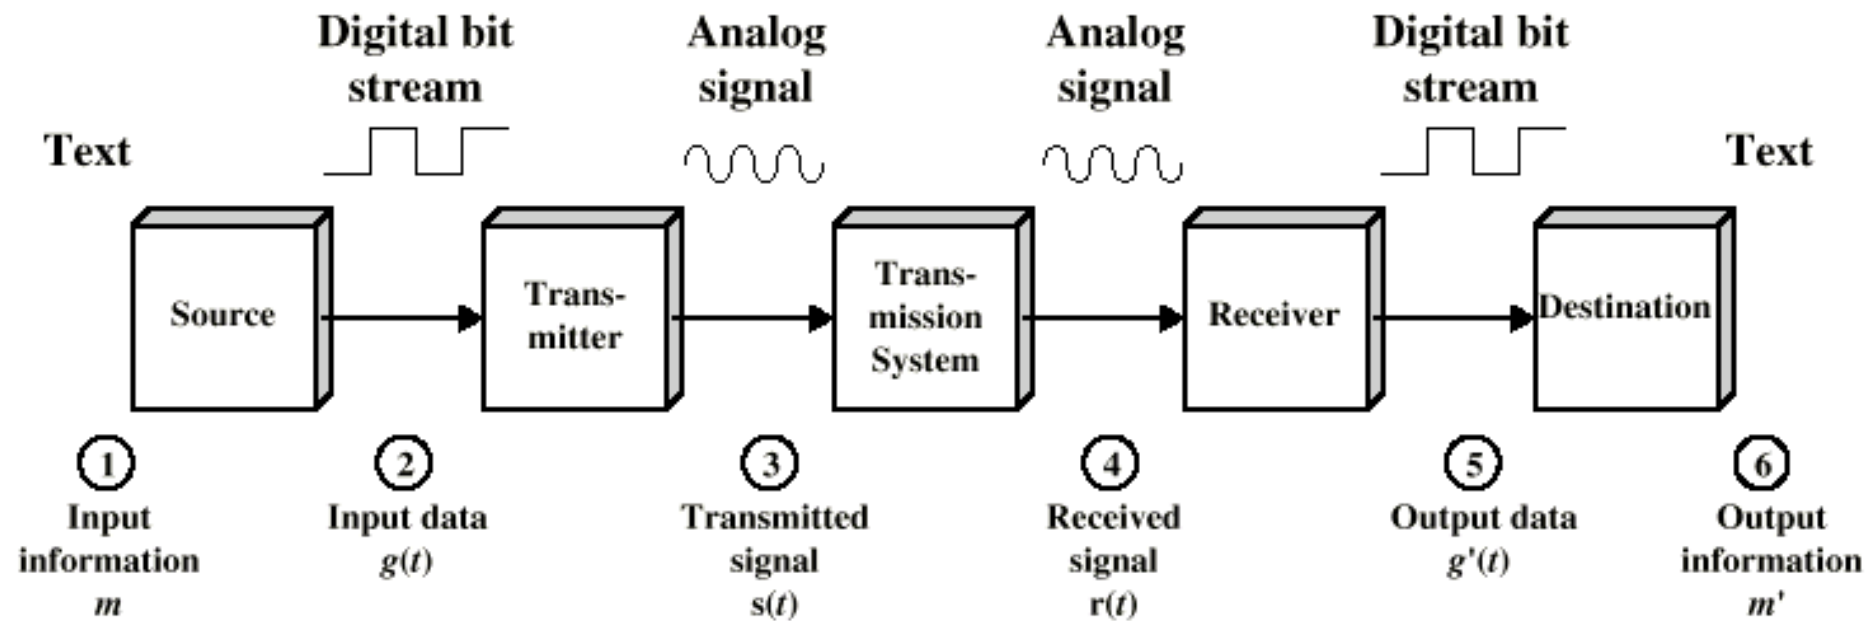 Digital bit
stream
Analog
signal
Analog
signal
Digital bit
stream
Text
Text
Source
Trans-
mitter
Trans-
mission
System
Receiver
Destination
1
Input
information
m
2
Input data
g(t)
3
Transmitted
signal
s(t)
4
Received
signal
r(t)
5
Output data
g'(t)
6
Output
information
m'